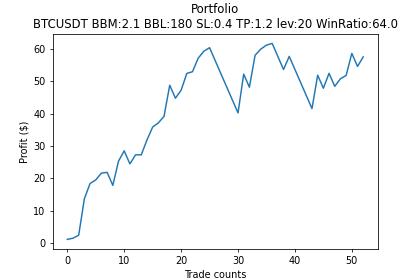 Portfolio
BTCUSDT BBM:2.1 BBL:180 SL:0.4 TP:1.2 lev:20 WinRatio:64.0
60
50
40
30
20
10
0
Profit ($)
0 10 20 30 40 50
Trade counts